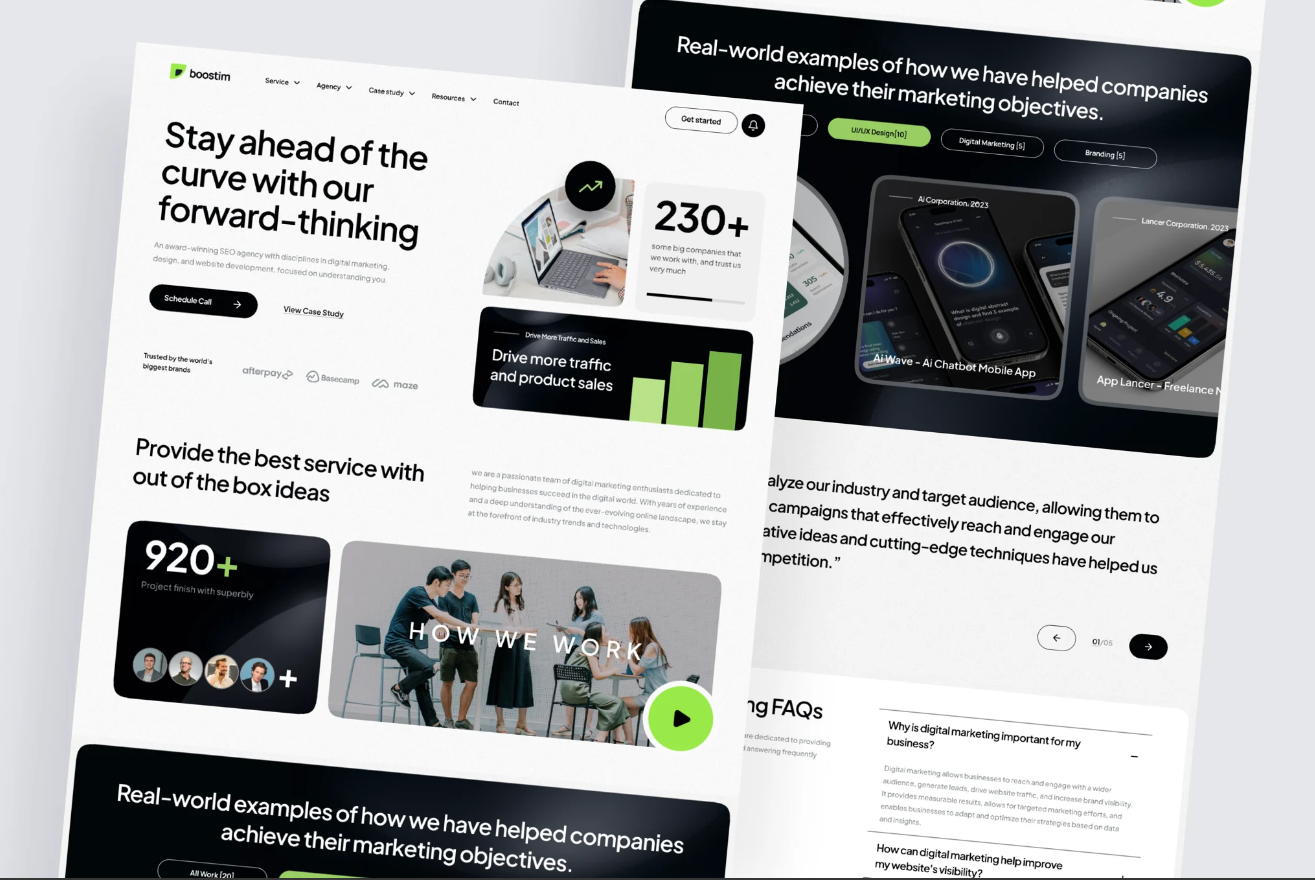 boostim
Service
Agency
Case study
Resources
Contact
Get started
Stay ahead of the
curve with our
forward-thinking
An award-winning SEO agency with disciplines in digital marketing,
design, and website development, focused on understanding you.
Schedule Call
View Case Study
Trusted by the world's
biggest brands
afterpay
Basecamp
maze
230+
some big companies that
we work with, and trust us
very much
Drive More Traffic and Sales
Drive more traffic
and product sales
Provide the best service with
out of the box ideas
we are a passionate team of digital marketing enthusiasts dedicated to
helping businesses succeed in the digital world. With years of experience
and a deep understanding of the ever-evolving online landscape, we stay
at the forefront of industry trends and technologies.
920+
Project finish with superbly
+
HOW WE WORK
Real-world examples of how we have helped companies
achieve their marketing objectives.
All Work [20]
Real-world examples of how we have helped companies
achieve their marketing objectives.
UI/UX Design[10]
Digital Marketing [5]
Branding [5]
305
Ai Corporation, 2023
What is digital abstract
design and find 5 example
of
Ai Wave - Ai Chatbot Mobile App
Lancer Corporation, 2023
4.9
App Lancer - Freelance
alyze our industry and target audience, allowing them to
campaigns that effectively reach and engage our
ative ideas and cutting-edge techniques have helped us
mpetition.”
01/05
ng FAQs
are dedicated to providing
answering frequently
Why is digital marketing important for my
business?
Digital marketing allows businesses to reach and engage with a wider
audience, generate leads, drive website traffic, and increase brand visibility.
It provides measurable results, allows for targeted marketing efforts, and
enables businesses to adapt and optimize their strategies based on data
and insights.
How can digital marketing help improve
my website's visibility?